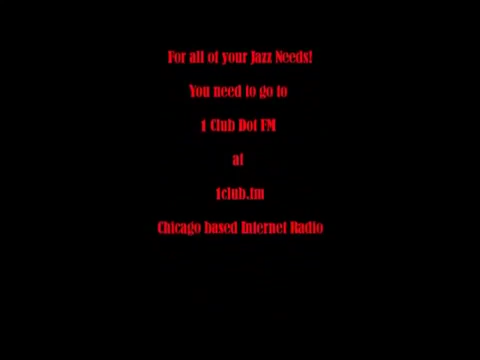 For all of your Jazz Needs!
You need to go to
1 Club Dot FM
at
1club.fm
Chicago based Internet Radio